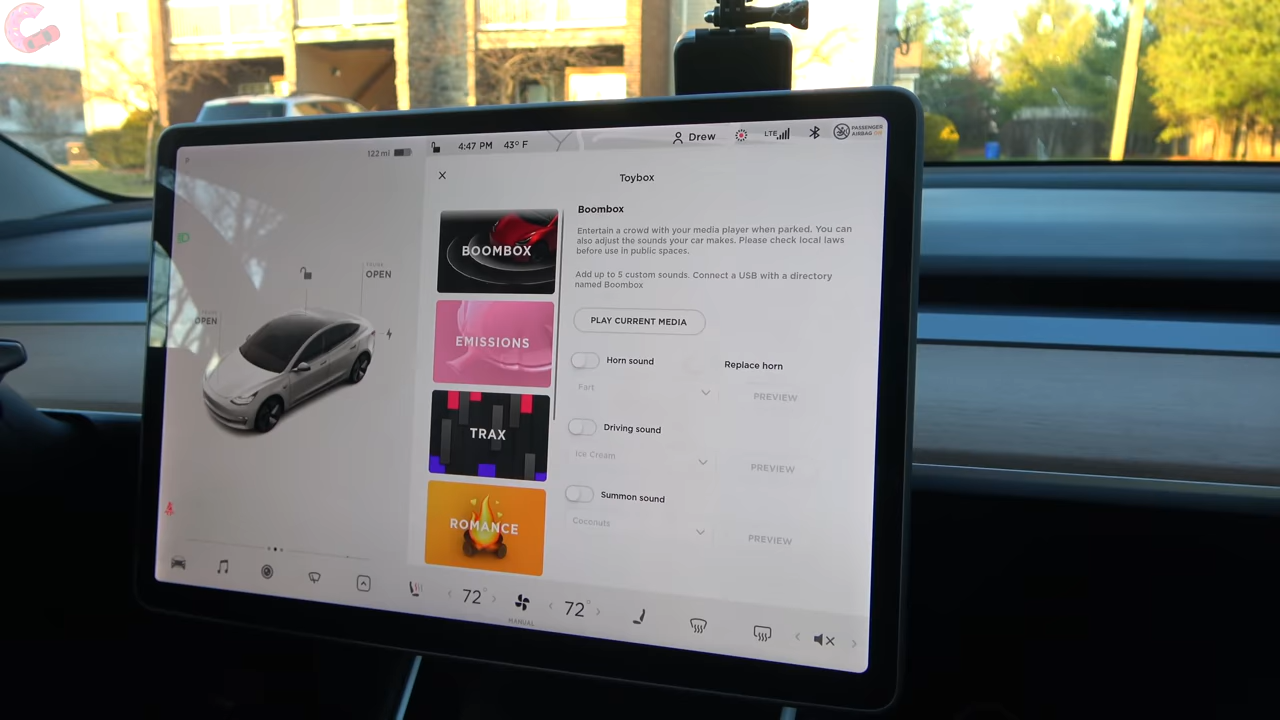 122 mi
4:47 PM
43° F
Drew
LTE
PASSENGER
AIRBAG
Toybox
BOOMBOX
EMISSIONS
TRAX
ROMANCE
Boombox
Entertain a crowd with your media player when parked. You can
also adjust the sounds your car makes. Please check local laws
before use in public spaces.
Add up to 5 custom sounds. Connect a USB with a directory
named Boombox
PLAY CURRENT MEDIA
Horn sound
Replace horn
Fart
PREVIEW
Driving sound
Ice Cream
PREVIEW
Summon sound
Coconuts
PREVIEW
OPEN
OPEN
72°
MANUAL
72°